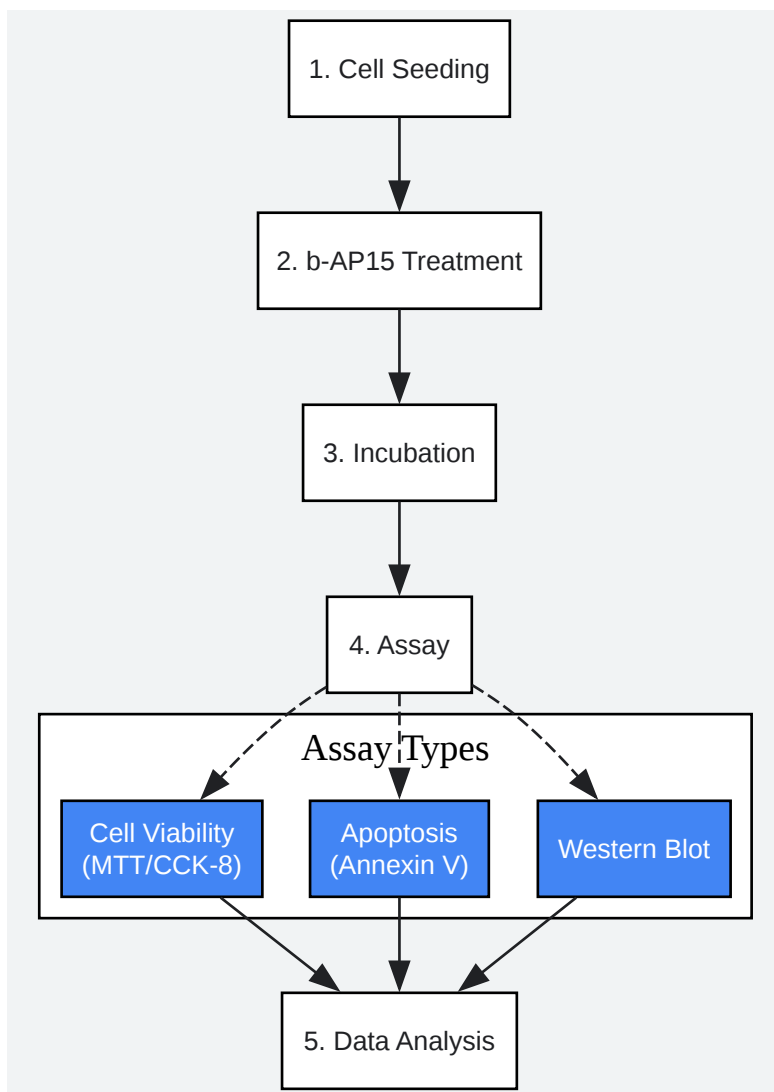 1. Cell Seeding
2. b-AP15 Treatment
3. Incubation
4. Assay
Assay Types
Cell Viability
(MTT/CCK-8)
Apoptosis
(Annexin V)
Western Blot
5. Data Analysis